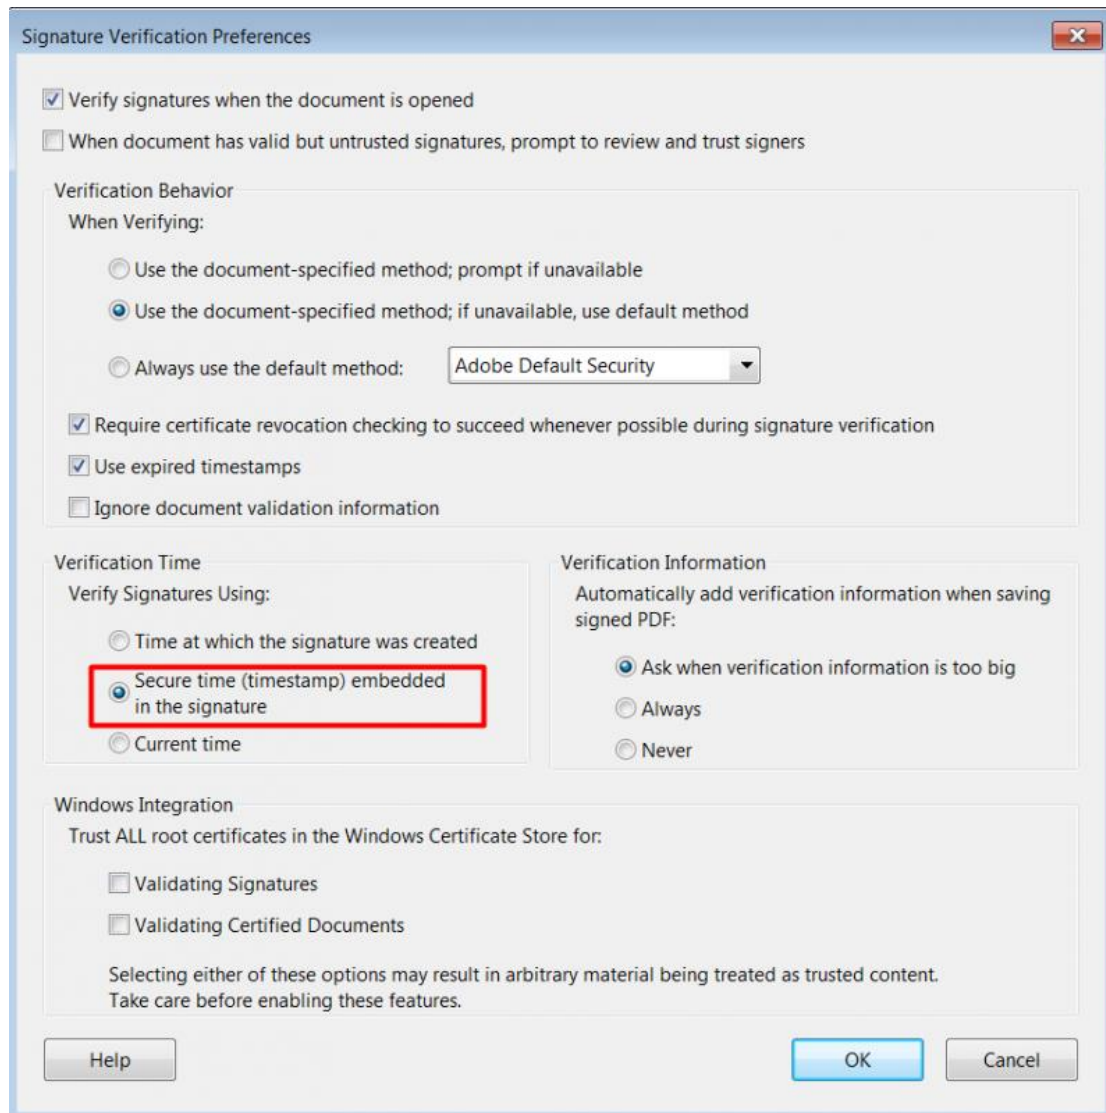 Signature Verification Preferences
Verify signatures when the document is opened
When document has valid but untrusted signatures, prompt to review and trust signers
Verification Behavior
When Verifying:
Use the document-specified method; prompt if unavailable
Use the document-specified method; if unavailable, use default method
Always use the default method: Adobe Default Security
Require certificate revocation checking to succeed whenever possible during signature verification
Use expired timestamps
Ignore document validation information
Verification Time
Verify Signatures Using:
Time at which the signature was created
Secure time (timestamp) embedded
in the signature
Current time
Verification Information
Automatically add verification information when saving
signed PDF:
Ask when verification information is too big
Always
Never
Windows Integration
Trust ALL root certificates in the Windows Certificate Store for:
Validating Signatures
Validating Certified Documents
Selecting either of these options may result in arbitrary material being treated as trusted content.
Take care before enabling these features.
Help
OK
Cancel